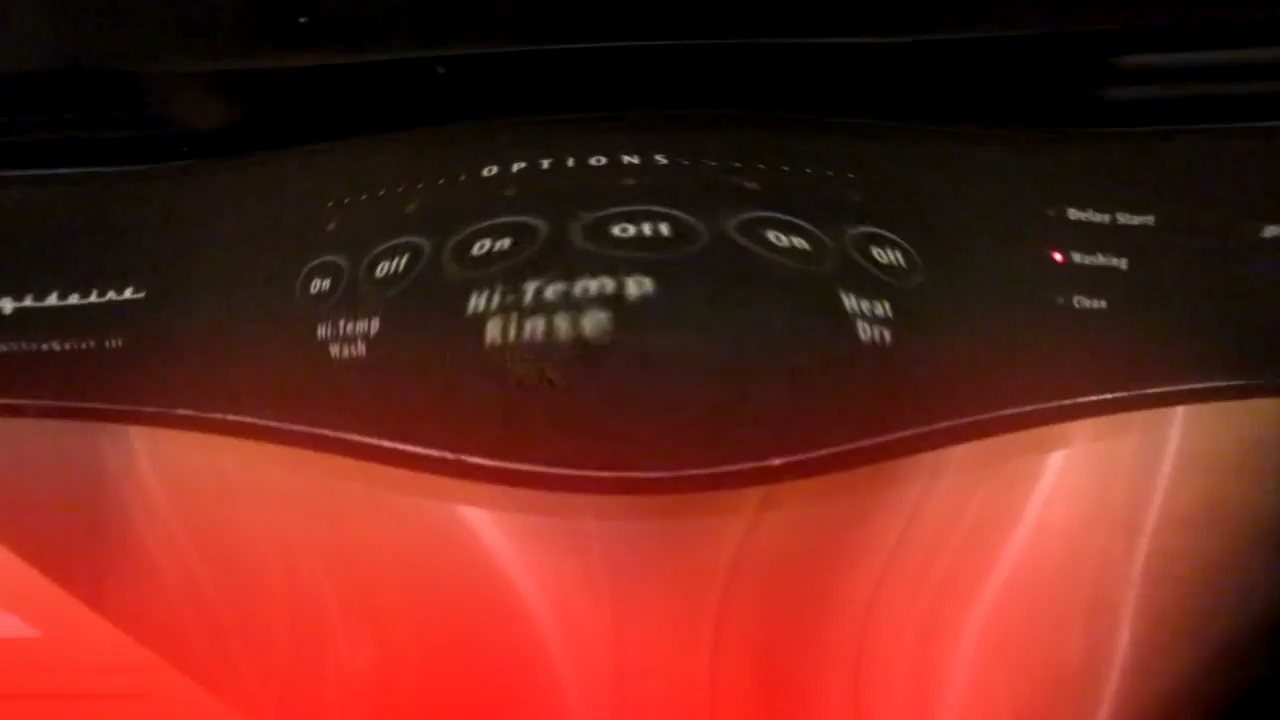 OPTIONS
On Off On Off On Off
Hi-Temp
Wash
Hi-Temp
Rinse
Heat
Dry
Delay Start
Washing
Clean
gidaire